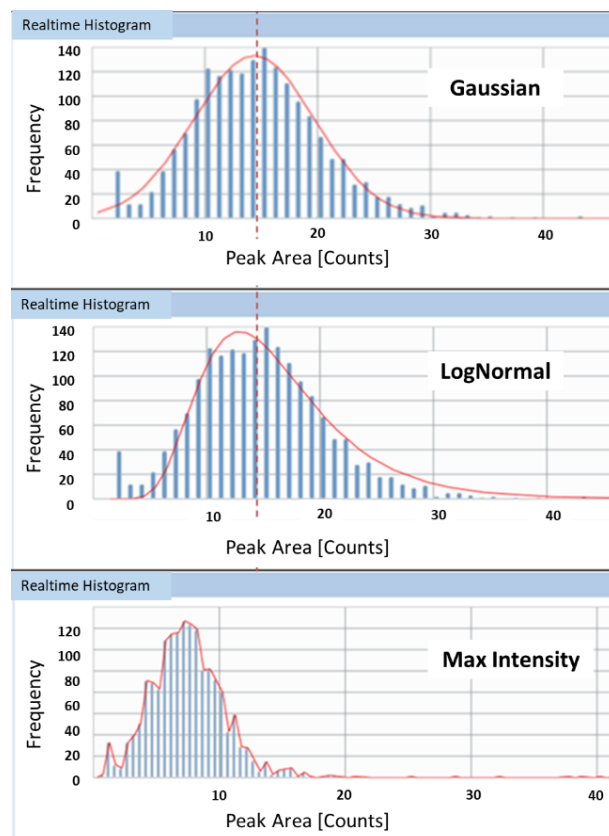 Realtime Histogram
140
120
100
80
60
40
20
0
Frequency
Gaussian
10 20 30 40
Peak Area [Counts]
Realtime Histogram
140
120
100
80
60
40
20
0
Frequency
LogNormal
10 20 30 40
Peak Area [Counts]
Realtime Histogram
120
100
80
60
40
20
0
Frequency
Max Intensity
10 20 30 40
Peak Area [Counts]